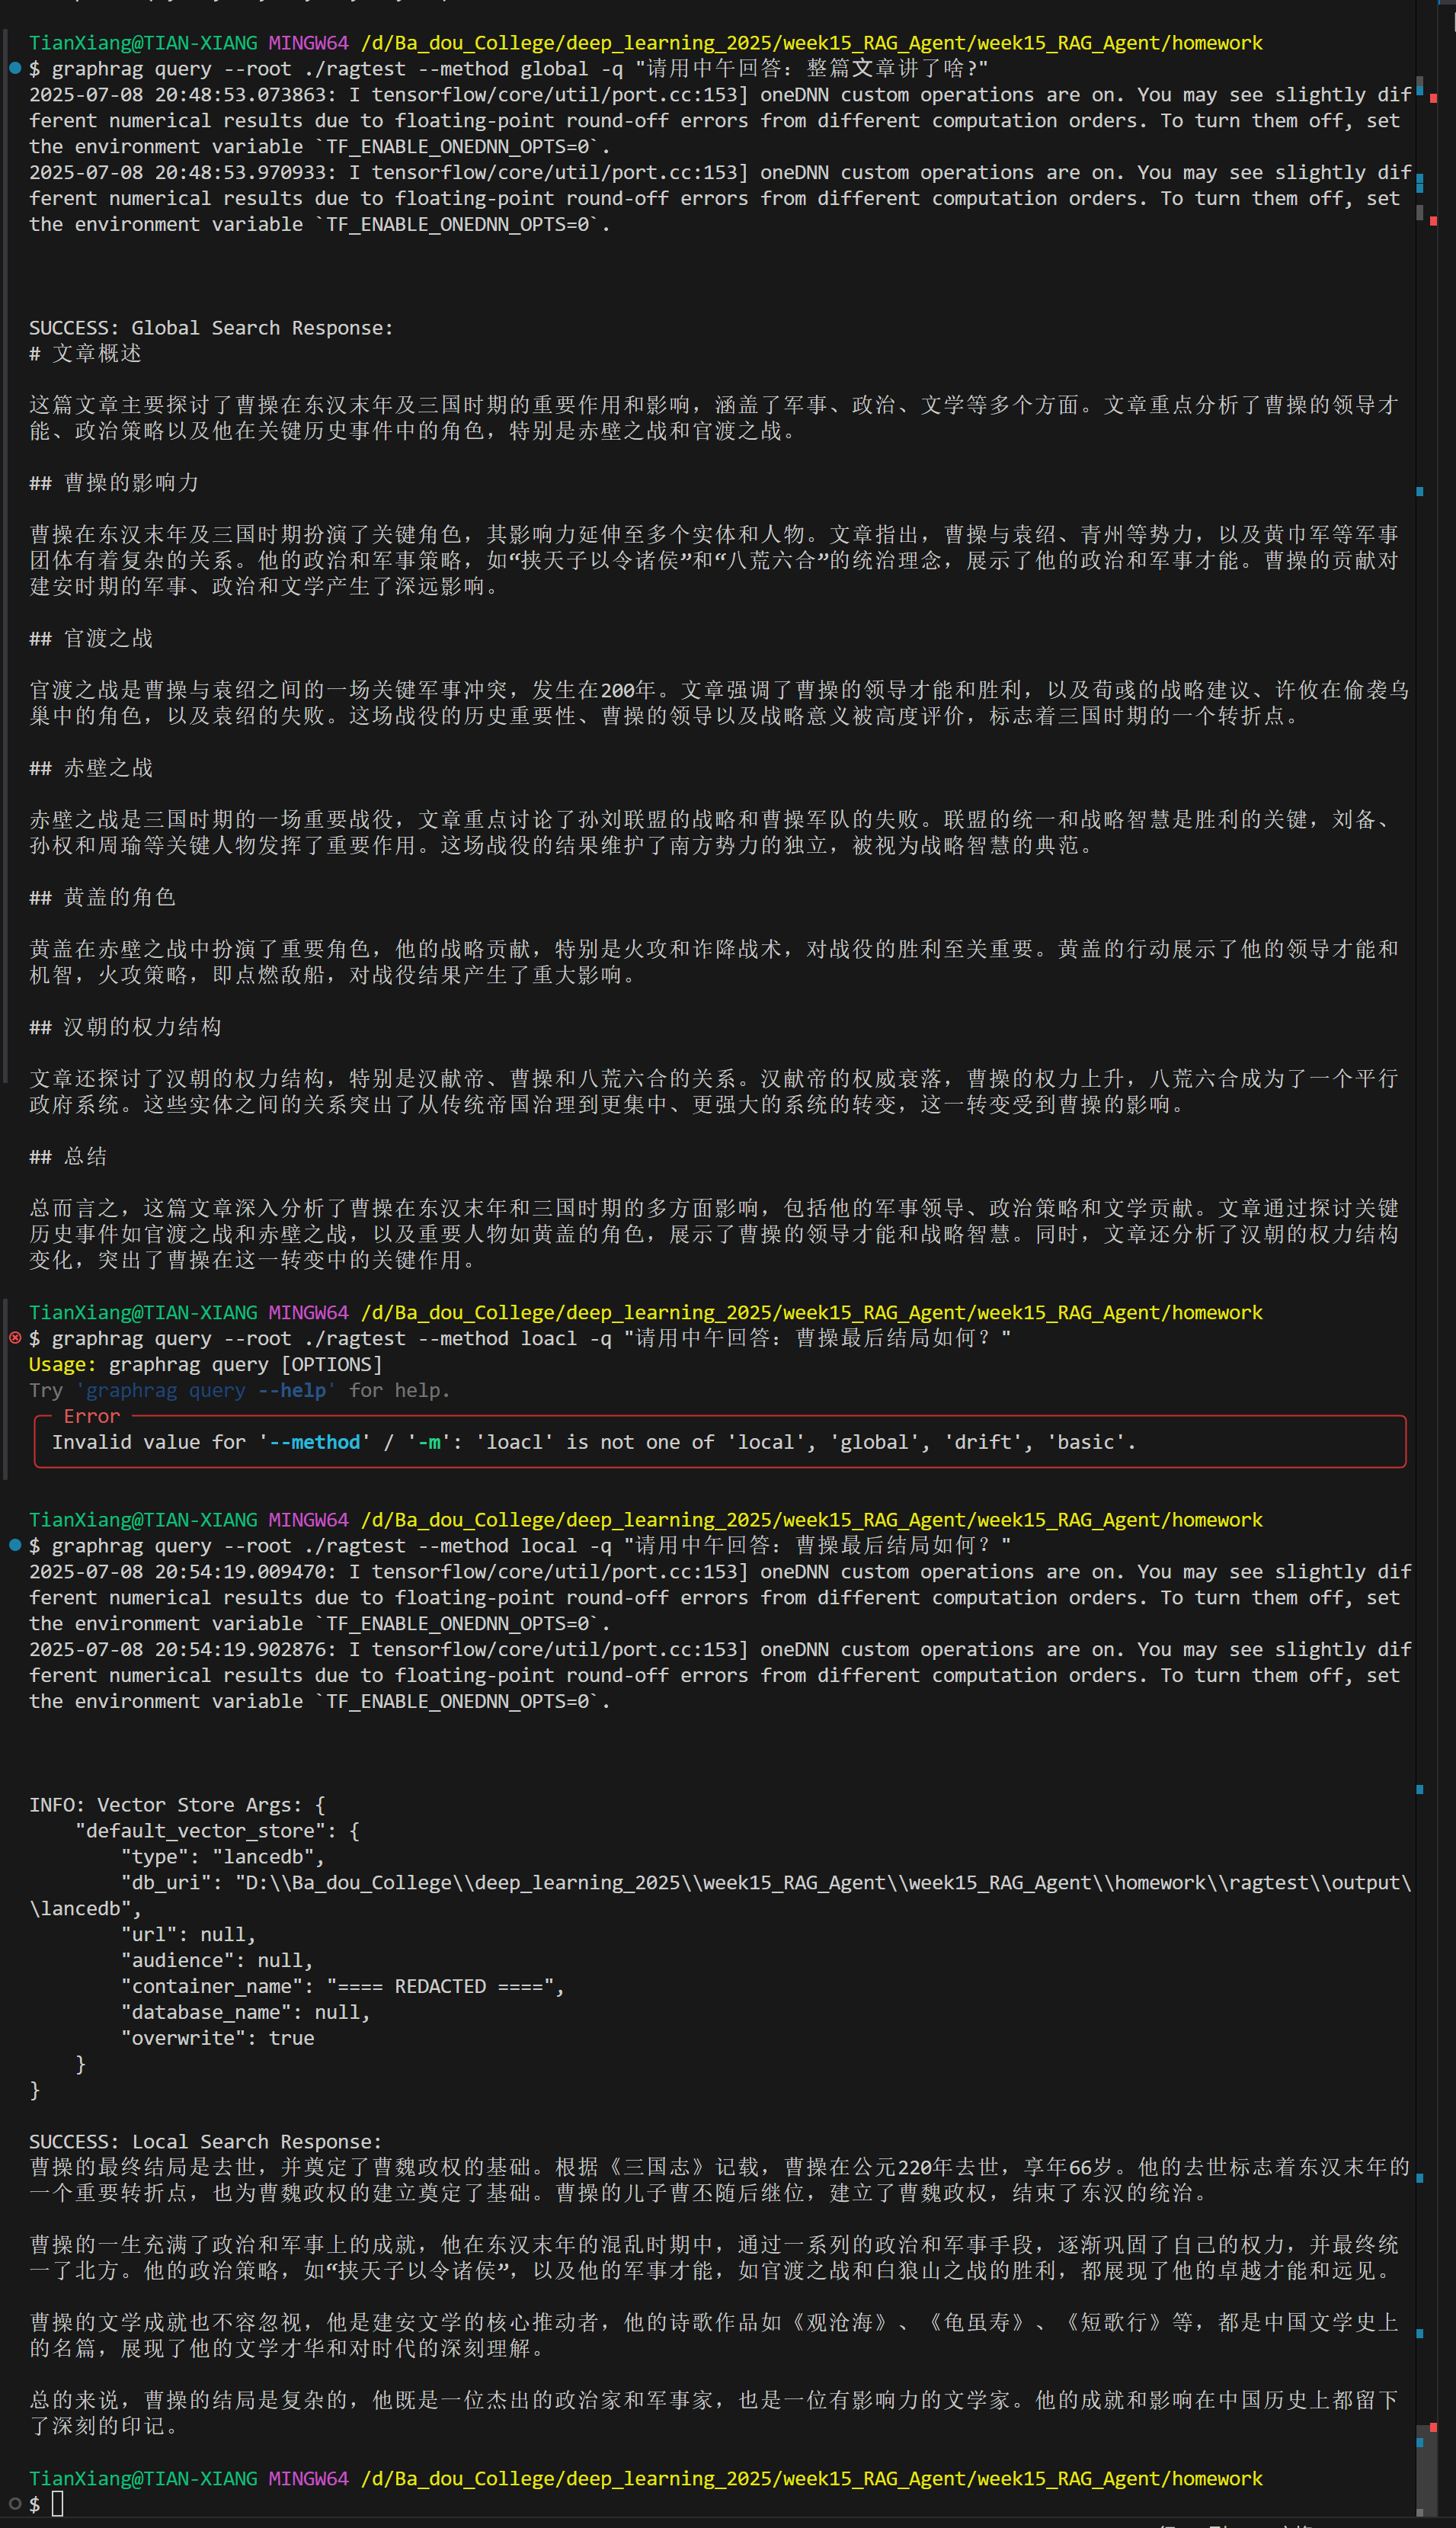 TianXiang@TIAN-XIANG MINGW64 /d/Ba_dou_College/deep_learning_2025/week15_RAG_Agent/week15_RAG_Agent/homework
$ graphrag query --root ./ragtest --method global -q "请用中午回答：整篇文章讲了啥?"
2025-07-08 20:48:53.073863: I tensorflow/core/util/port.cc:153] oneDNN custom operations are on. You may see slightly dif
ferent numerical results due to floating-point round-off errors from different computation orders. To turn them off, set
the environment variable `TF_ENABLE_ONEDNN_OPTS=0`.
2025-07-08 20:48:53.970933: I tensorflow/core/util/port.cc:153] oneDNN custom operations are on. You may see slightly dif
ferent numerical results due to floating-point round-off errors from different computation orders. To turn them off, set
the environment variable `TF_ENABLE_ONEDNN_OPTS=0`.
SUCCESS: Global Search Response:
# 文章概述
这篇文章主要探讨了曹操在东汉末年及三国时期的重要作用和影响，涵盖了军事、政治、文学等多个方面。文章重点分析了曹操的领导才
能、政治策略以及他在关键历史事件中的角色，特别是赤壁之战和官渡之战。
## 曹操的影响力
曹操在东汉末年及三国时期扮演了关键角色，其影响力延伸至多个实体和人物。文章指出，曹操与袁绍、青州等势力，以及黄巾军等军事
团体有着复杂的关系。他的政治和军事策略，如“挟天子以令诸侯”和“八荒六合”的统治理念，展示了他的政治和军事才能。曹操的贡献对
建安时期的军事、政治和文学产生了深远影响。
## 官渡之战
官渡之战是曹操与袁绍之间的一场关键军事冲突，发生在200年。文章强调了曹操的领导才能和胜利，以及荀彧的战略建议、许攸在偷袭乌
巢中的角色，以及袁绍的失败。这场战役的历史重要性、曹操的领导以及战略意义被高度评价，标志着三国时期的一个转折点。
## 赤壁之战
赤壁之战是三国时期的一场重要战役，文章重点讨论了孙刘联盟的战略和曹操军队的失败。联盟的统一和战略智慧是胜利的关键，刘备、
孙权和周瑜等关键人物发挥了重要作用。这场战役的结果维护了南方势力的独立，被视为战略智慧的典范。
## 黄盖的角色
黄盖在赤壁之战中扮演了重要角色，他的战略贡献，特别是火攻和诈降战术，对战役的胜利至关重要。黄盖的行动展示了他的领导才能和
机智，火攻策略，即点燃敌船，对战役结果产生了重大影响。
## 汉朝的权力结构
文章还探讨了汉朝的权力结构，特别是汉献帝、曹操和八荒六合的关系。汉献帝的权威衰落，曹操的权力上升，八荒六合成为了一个平行
政府系统。这些实体之间的关系突出了从传统帝国治理到更集中、更强大的系统的转变，这一转变受到曹操的影响。
## 总结
总而言之，这篇文章深入分析了曹操在东汉末年和三国时期的多方面影响，包括他的军事领导、政治策略和文学贡献。文章通过探讨关键
历史事件如官渡之战和赤壁之战，以及重要人物如黄盖的角色，展示了曹操的领导才能和战略智慧。同时，文章还分析了汉朝的权力结构
变化，突出了曹操在这一转变中的关键作用。
TianXiang@TIAN-XIANG MINGW64 /d/Ba_dou_College/deep_learning_2025/week15_RAG_Agent/week15_RAG_Agent/homework
$ graphrag query --root ./ragtest --method loacl -q "请用中午回答：曹操最后结局如何？"
Usage: graphrag query [OPTIONS]
Try 'graphrag query --help' for help.
Error
Invalid value for '--method' / '-m': 'loacl' is not one of 'local', 'global', 'drift', 'basic'.
TianXiang@TIAN-XIANG MINGW64 /d/Ba_dou_College/deep_learning_2025/week15_RAG_Agent/week15_RAG_Agent/homework
$ graphrag query --root ./ragtest --method local -q "请用中午回答：曹操最后结局如何？"
2025-07-08 20:54:19.009470: I tensorflow/core/util/port.cc:153] oneDNN custom operations are on. You may see slightly dif
ferent numerical results due to floating-point round-off errors from different computation orders. To turn them off, set
the environment variable `TF_ENABLE_ONEDNN_OPTS=0`.
2025-07-08 20:54:19.902876: I tensorflow/core/util/port.cc:153] oneDNN custom operations are on. You may see slightly dif
ferent numerical results due to floating-point round-off errors from different computation orders. To turn them off, set
the environment variable `TF_ENABLE_ONEDNN_OPTS=0`.
INFO: Vector Store Args: {
"default_vector_store": {
"type": "lancedb",
"db_uri": "D:\\Ba_dou_College\\deep_learning_2025\\week15_RAG_Agent\\week15_RAG_Agent\\homework\\ragtest\\output\
\lancedb",
"url": null,
"audience": null,
"container_name": "==== REDACTED ====",
"database_name": null,
"overwrite": true
}
}
SUCCESS: Local Search Response:
曹操的最终结局是去世，并奠定了曹魏政权的基础。根据《三国志》记载，曹操在公元220年去世，享年66岁。他的去世标志着东汉末年的
一个重要转折点，也为曹魏政权的建立奠定了基础。曹操的儿子曹丕随后继位，建立了曹魏政权，结束了东汉的统治。
曹操的一生充满了政治和军事上的成就，他在东汉末年的混乱时期中，通过一系列的政治和军事手段，逐渐巩固了自己的权力，并最终统
一了北方。他的政治策略，如“挟天子以令诸侯”，以及他的军事才能，如官渡之战和白狼山之战的胜利，都展现了他的卓越才能和远见。
曹操的文学成就也不容忽视，他是建安文学的核心推动者，他的诗歌作品如《观沧海》、《龟虽寿》、《短歌行》等，都是中国文学史上
的名篇，展现了他的文学才华和对时代的深刻理解。
总的来说，曹操的结局是复杂的，他既是一位杰出的政治家和军事家，也是一位有影响力的文学家。他的成就和影响在中国历史上都留下
了深刻的印记。
TianXiang@TIAN-XIANG MINGW64 /d/Ba_dou_College/deep_learning_2025/week15_RAG_Agent/week15_RAG_Agent/homework
$